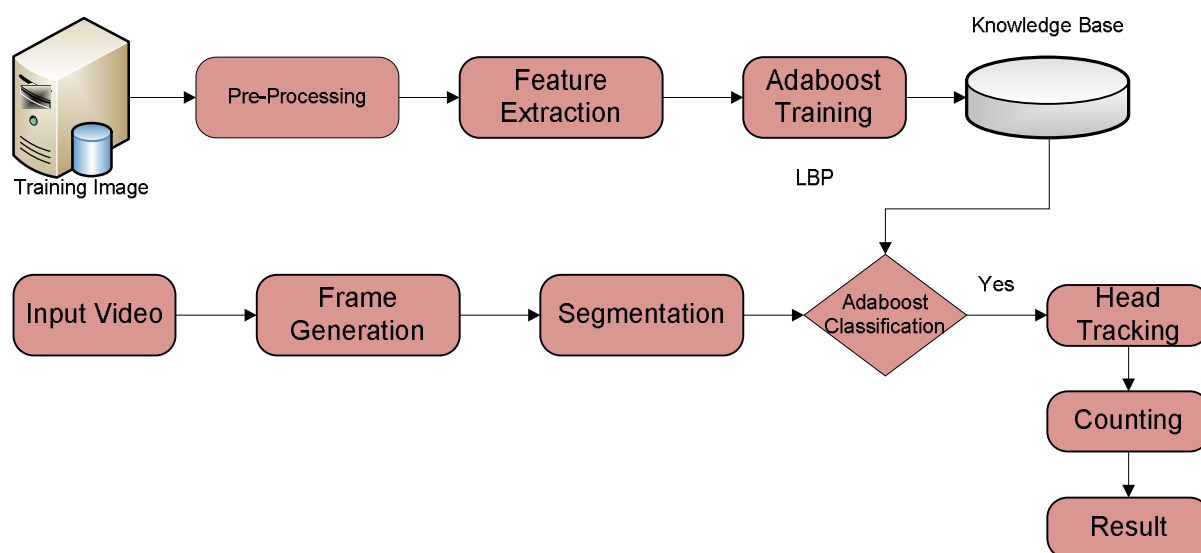 Knowledge Base
Pre-Processing
Feature
Extraction
Adaboost
Training
Training Image
LBP
Input Video
Frame
Generation
Segmentation
Adaboost
Classification
Yes
Head
Tracking
Counting
Result